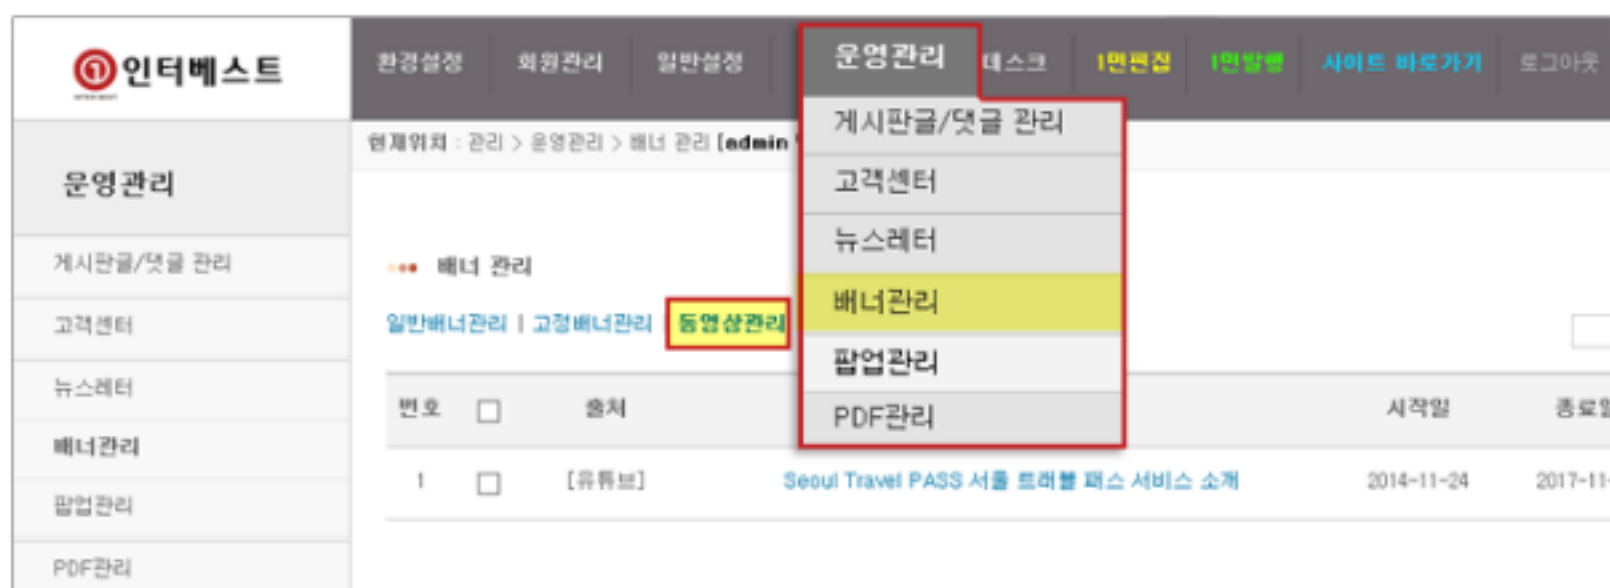 인터베스트
환경설정 회원관리 일반설정 운영관리 데스크 1면편집 1면발행 사이트 바로가기 로그아웃
현재위치 : 관리 > 운영관리 > 배너 관리 [admin
운영관리
게시판글/댓글 관리
고객센터
뉴스레터
배너관리
팝업관리
PDF관리
게시판글/댓글 관리
고객센터
뉴스레터
배너관리
팝업관리
PDF관리
배너 관리
일반배너관리 | 고정배너관리 | 동영상관리
번호 출처 시작일 종료일
1 [유튜브] Seoul Travel PASS 서울 트래블 패스 서비스 소개 2014-11-24 2017-11-